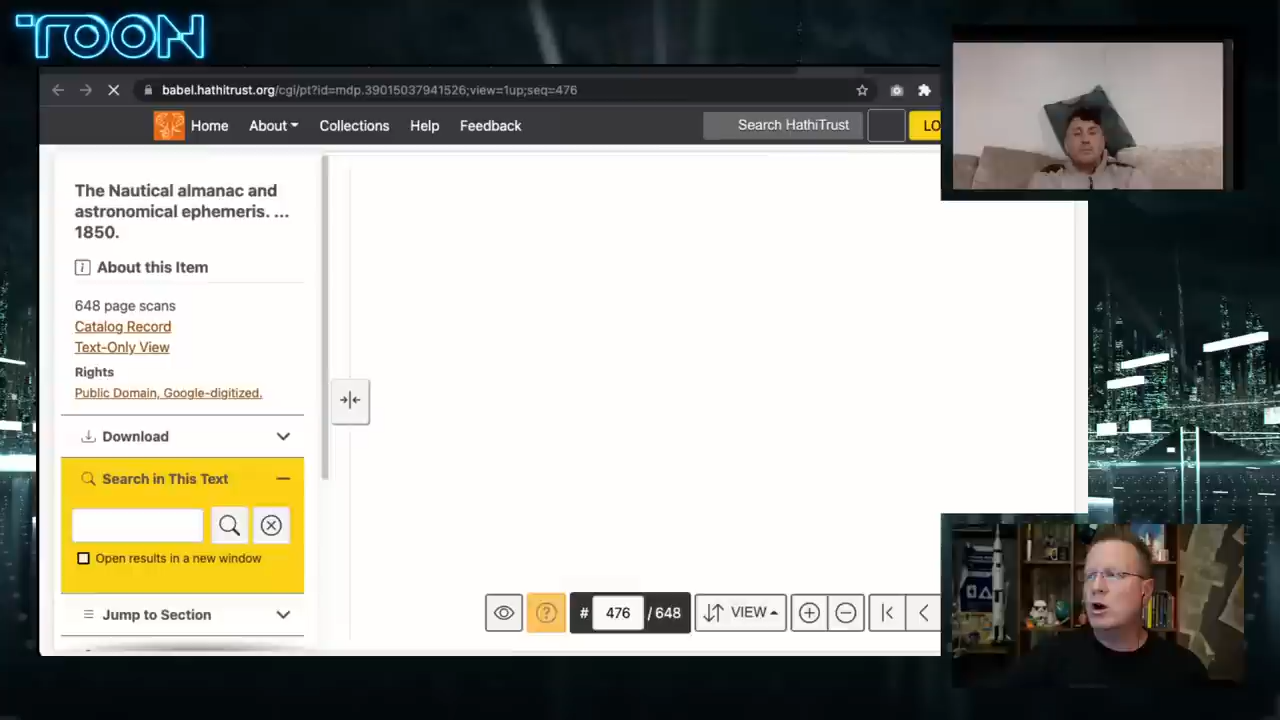 TOON
babel.hathitrust.org/cgi/pt?id=mdp.39015037941526;view=1up;seq=476
Home About Collections Help Feedback Search HathiTrust LO
The Nautical almanac and
astronomical ephemeris. ...
1850.
About this Item
648 page scans
Catalog Record
Text-Only View
Rights
Public Domain, Google-digitized.
Download
Search in This Text
Open results in a new window
Jump to Section
# 476 / 648 VIEW